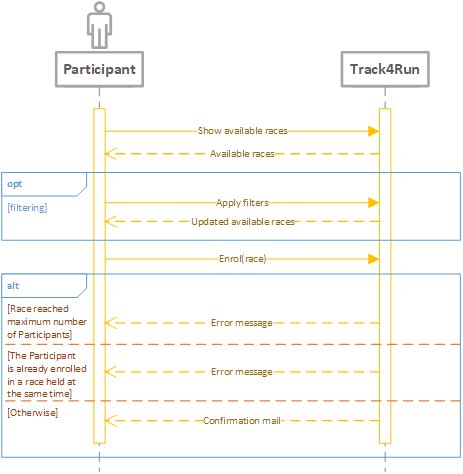 Participant
Track4Run
Show available races
Available races
opt
[filtering]
Apply filters
Updated available races
Enrol(race)
alt
[Race reached
maximum number
of Participants]
Error message
[The Participant
is already enrolled
in a race held at
the same time]
Error message
[Otherwise]
Confirmation mail